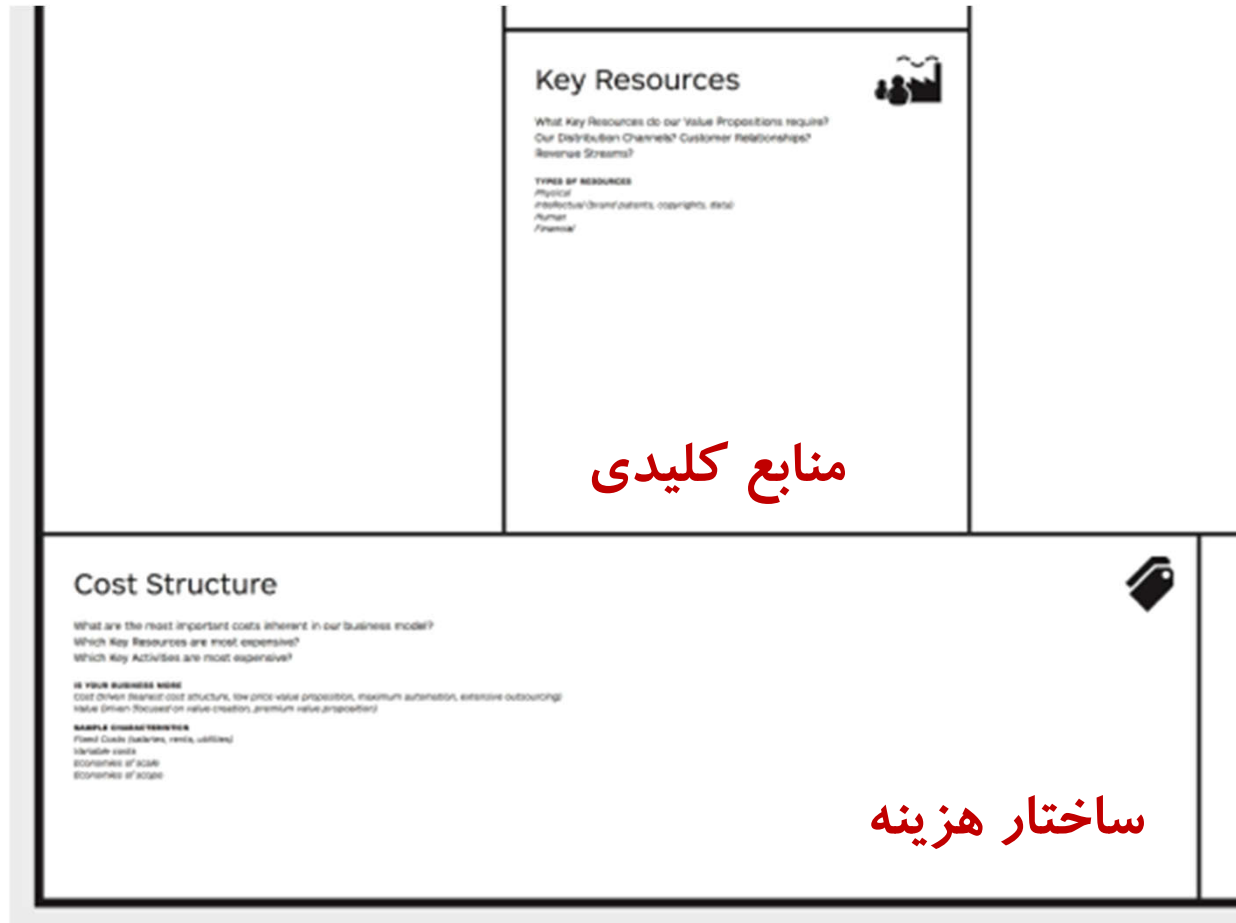 Key Resources
What Key Resources do our Value Propositions require?
Our Distribution Channels? Customer Relationships?
Revenue Streams?
TYPES OF RESOURCES
Physical
Intellectual (brand patents, copyrights, data)
Human
Financial
منابع کلیدی
Cost Structure
What are the most important costs inherent in our business model?
Which Key Resources are most expensive?
Which Key Activities are most expensive?
IS YOUR BUSINESS MORE
Cost Driven (leanest cost structure, low price value proposition, maximum automation, extensive outsourcing)
Value Driven (focused on value creation, premium value proposition)
SAMPLE CHARACTERISTICS
Fixed Costs (salaries, rents, utilities)
Variable costs
Economies of scale
Economies of scope
ساختار هزینه